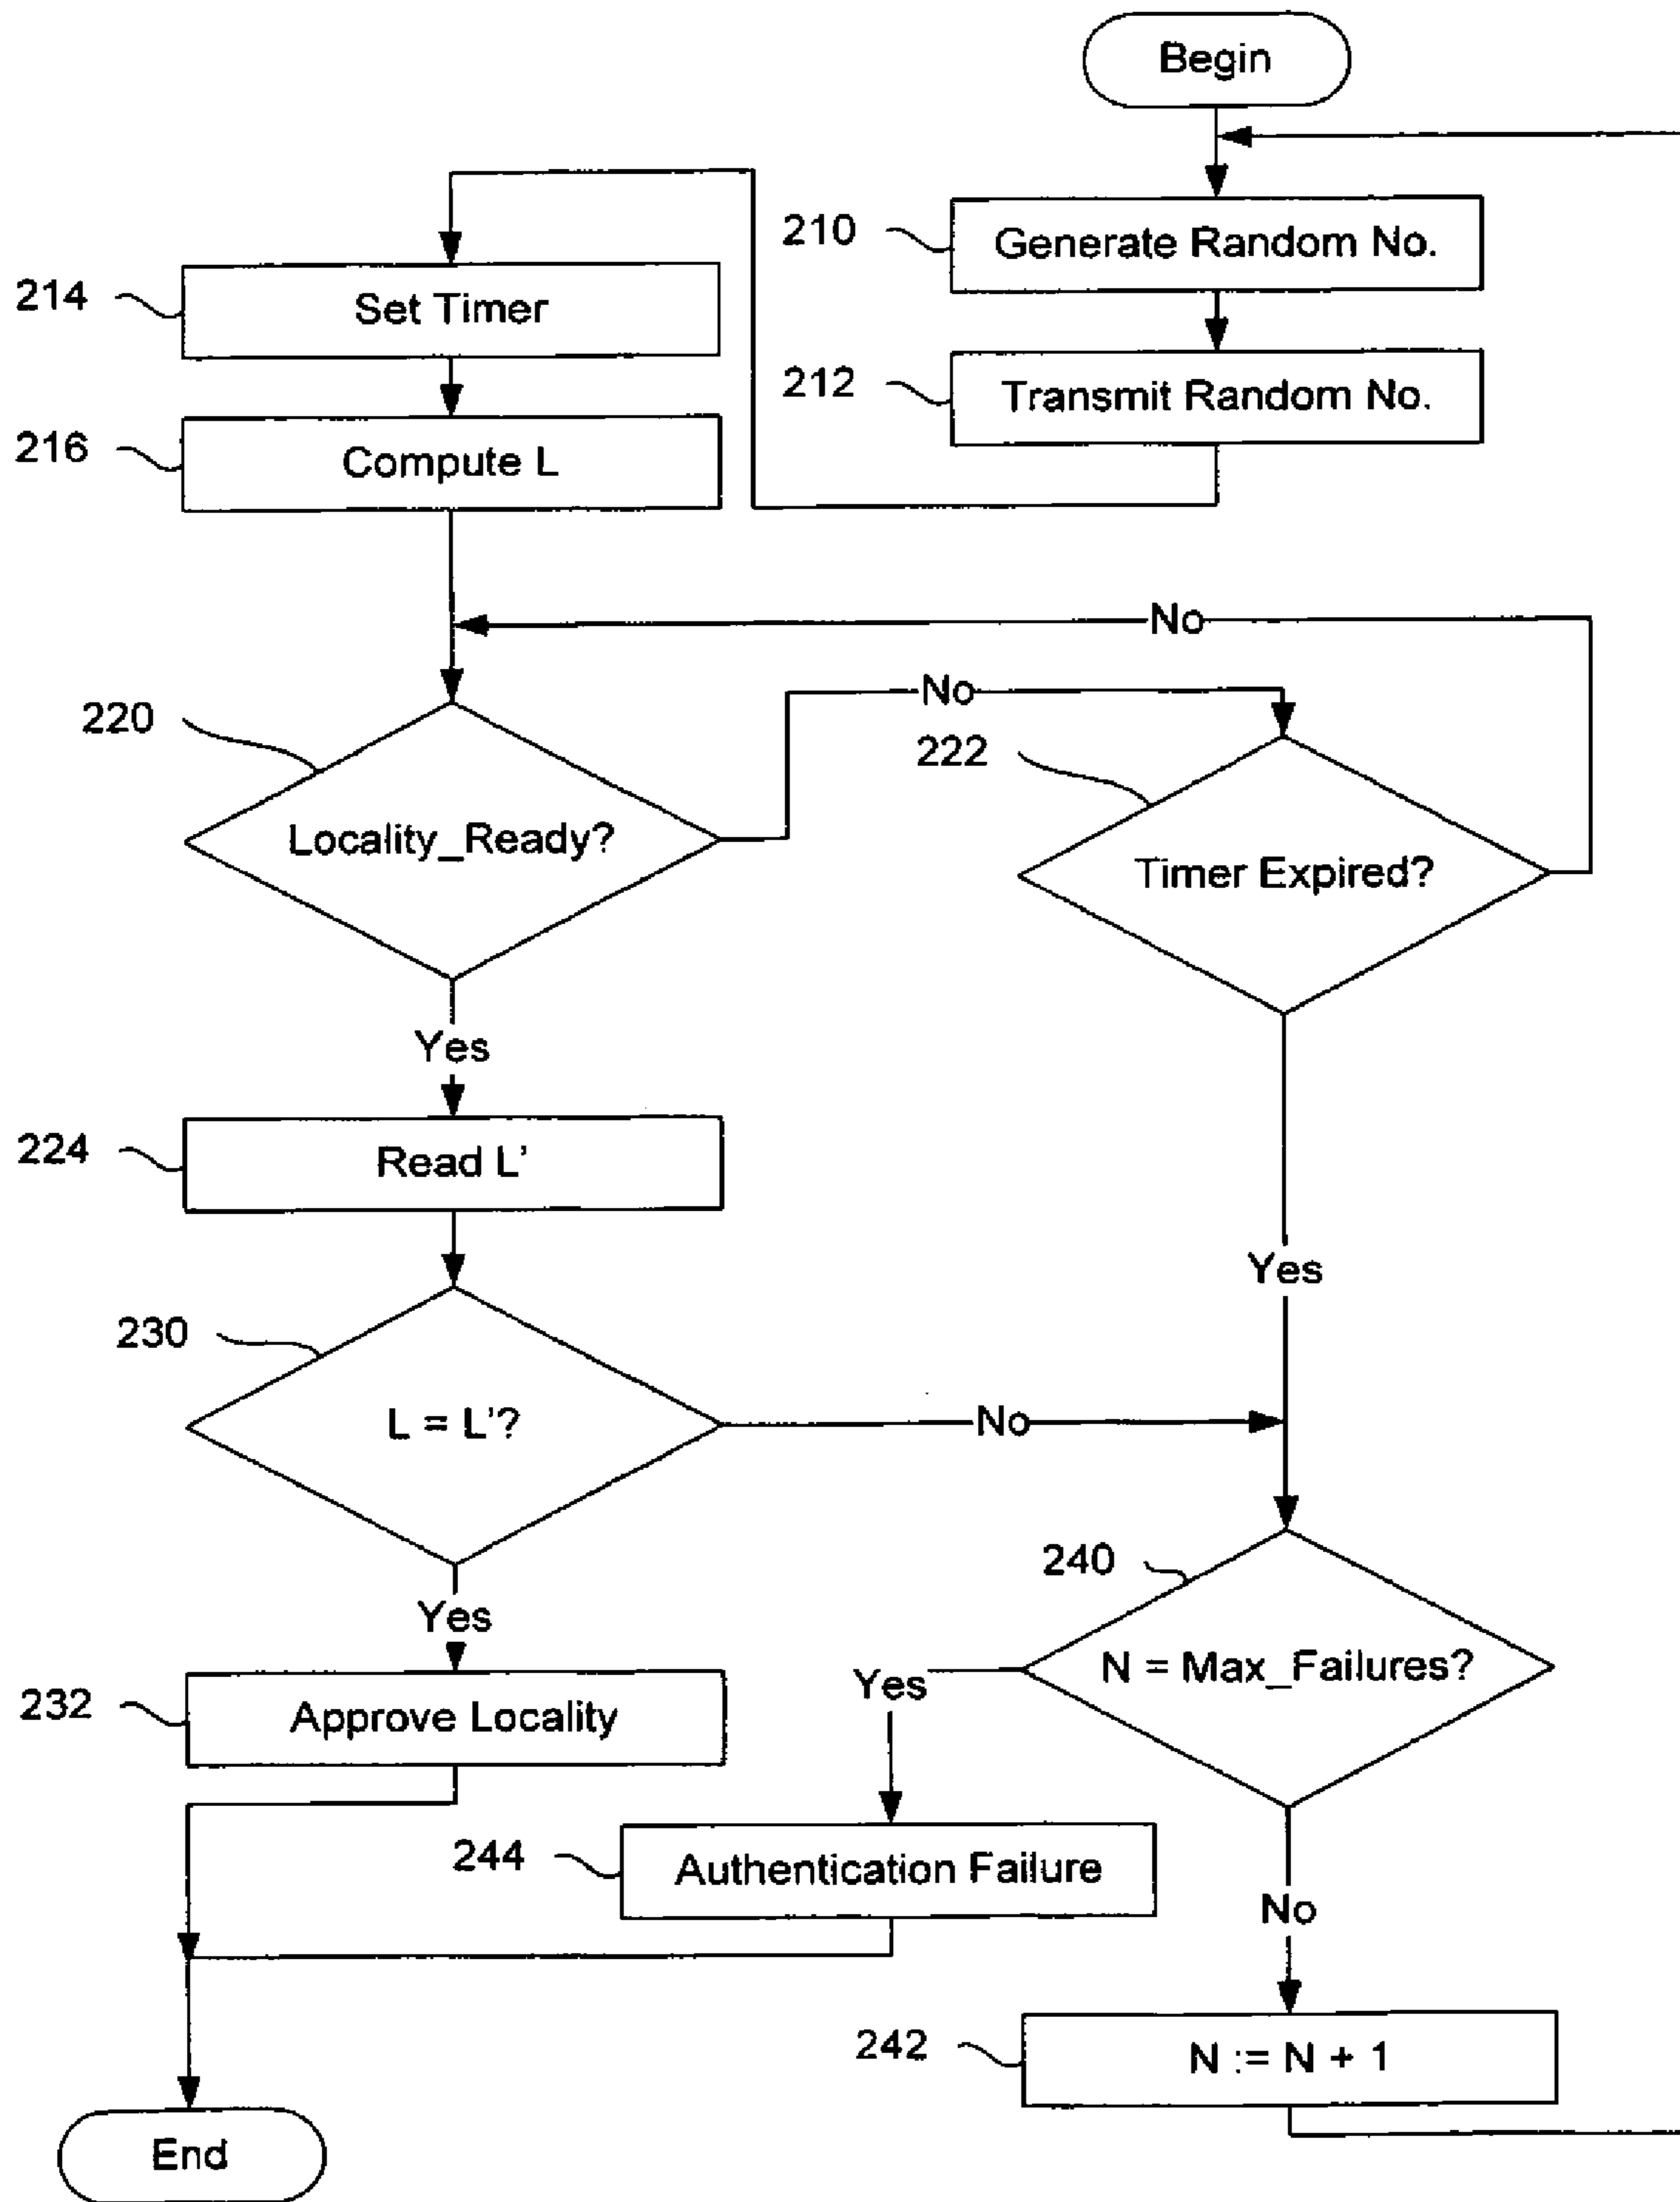 Begin
210
Generate Random No.
214
Set Timer
212
Transmit Random No.
216
Compute L
No
No
220
222
Locality_Ready?
Timer Expired?
Yes
224
Read L'
Yes
230
L = L'?
No
240
Yes
N = Max_Failures?
Yes
232
Approve Locality
244
Authentication Failure
No
242
N := N + 1
End